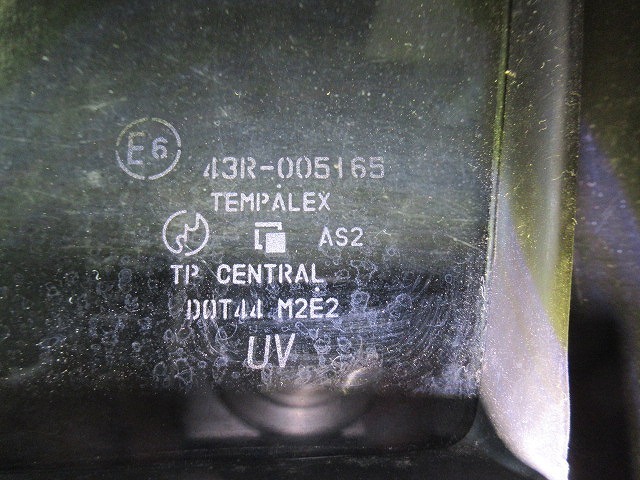 E6 43R-005165
TEMPALEX
AS2
TP CENTRAL
DOT44 M2E2
UV